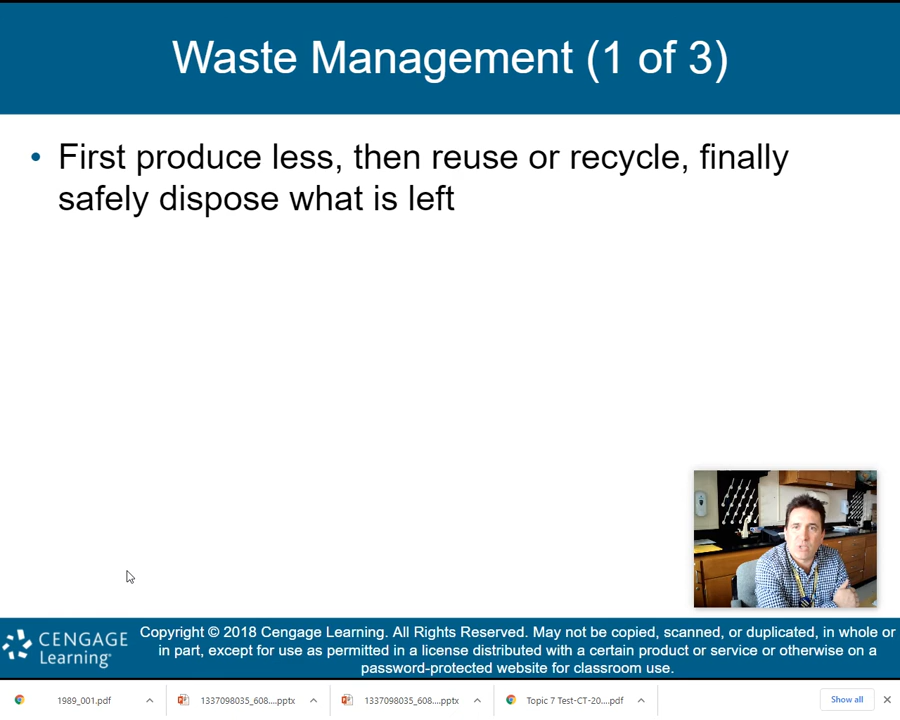 Waste Management (1 of 3)
• First produce less, then reuse or recycle, finally
safely dispose what is left
CENGAGE
Learning®
Copyright © 2018 Cengage Learning. All Rights Reserved. May not be copied, scanned, or duplicated, in whole or
in part, except for use as permitted in a license distributed with a certain product or service or otherwise on a
password-protected website for classroom use.
1989_001.pdf
1337098035_608....pptx
1337098035_608....pptx
Topic 7 Test-CT-20....pdf
Show all